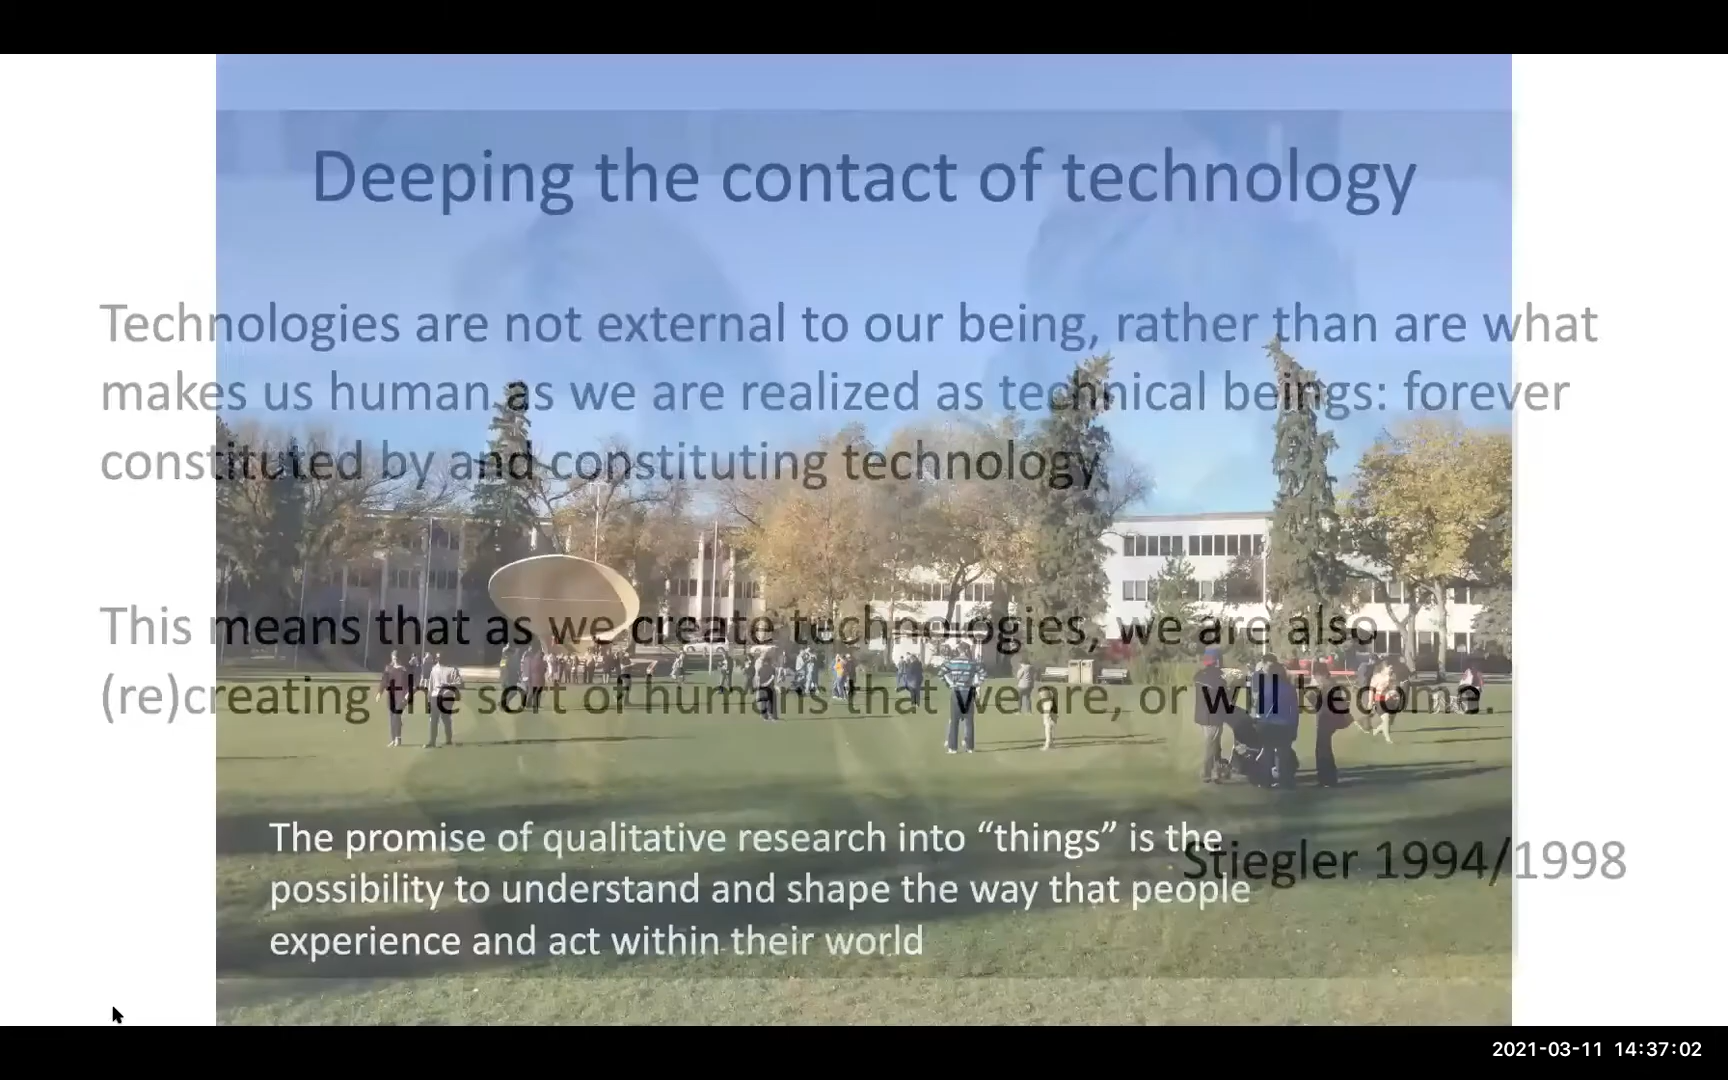 Deeping the contact of technology
Technologies are not external to our being, rather than are what
makes us human as we are realized as technical beings: forever
constituted by and constituting technology
This means that as we create technologies, we are also
(re)creating the sort of humans that we are, or will become.
The promise of qualitative research into “things” is the
possibility to understand and shape the way that people
experience and act within their world
Stiegler 1994/1998
2021-03-11 14:37:02